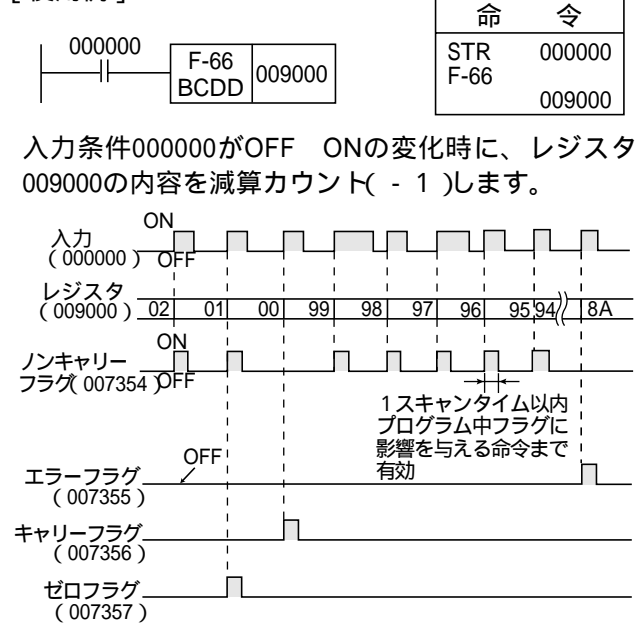 命 令
000000
F-66
BCDD
009000
STR 000000
F-66
009000
入力条件000000がOFF ONの変化時に、レジスタ
009000の内容を減算カウント( - 1 )します。
ON
入力
( 000000 ) OFF
レジスタ
( 009000 ) 02 01 00 99 98 97 96 95 94 8A
ON
ノンキャリー
フラグ( 007354 ) OFF
1スキャンタイム以内
プログラム中フラグに
影響を与える命令まで
有効
OFF
エラーフラグ
( 007355 )
キャリーフラグ
( 007356 )
ゼロフラグ
( 007357 )